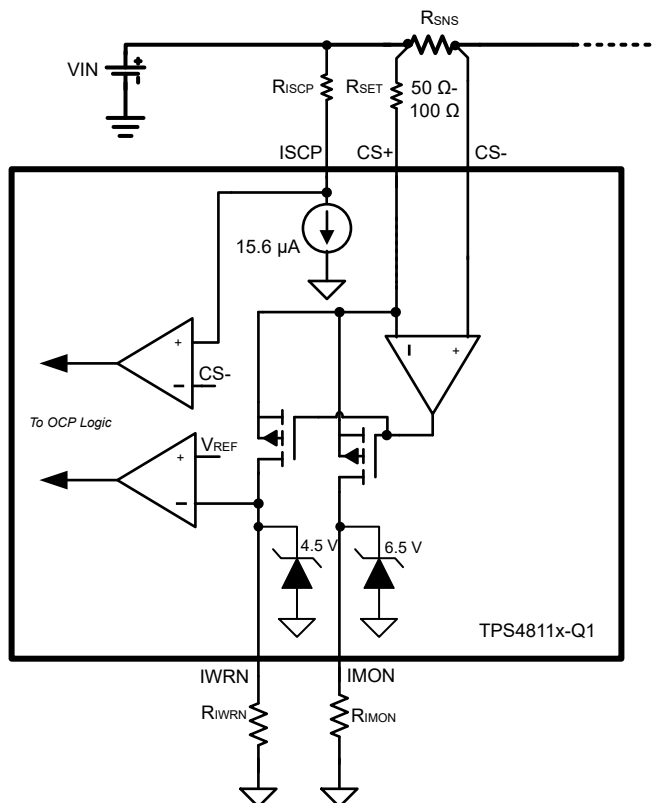 RSNS
VIN
+
RISCP
RSET
50 Ω-
100 Ω
ISCP
CS+
CS-
15.6 µA
+
CS-
To OCP Logic
VREF
+
+
4.5 V
6.5 V
TPS4811x-Q1
IWRN
IMON
RIWRN
RIMON